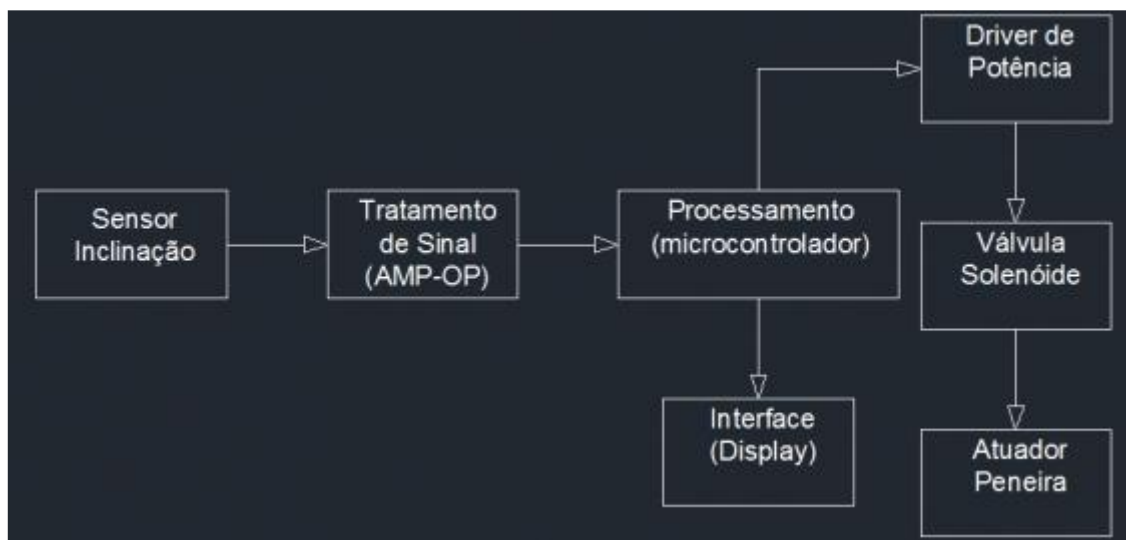 Driver de
Potência
Sensor
Inclinação
Tratamento
de Sinal
(AMP-OP)
Processamento
(microcontrolador)
Válvula
Solenóide
Interface
(Display)
Atuador
Peneira